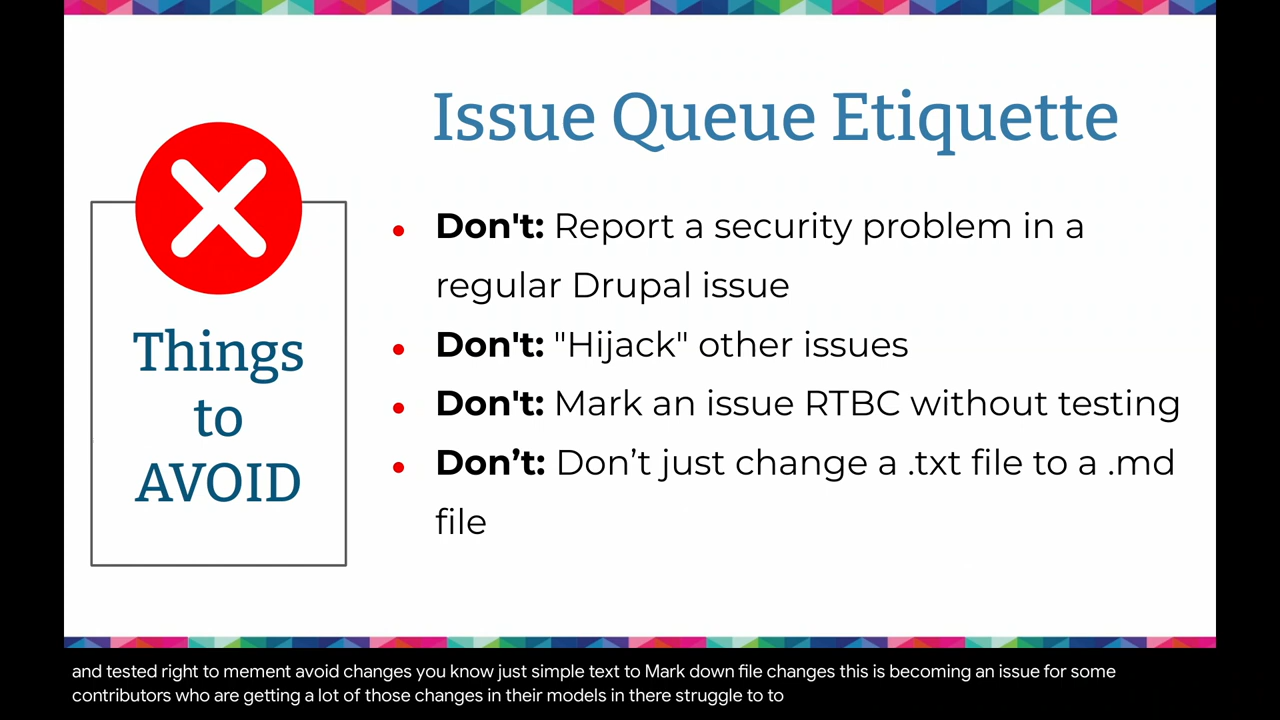 Issue Queue Etiquette
Things
to
AVOID
Don't: Report a security problem in a
regular Drupal issue
Don't: "Hijack" other issues
Don't: Mark an issue RTBC without testing
Don’t: Don’t just change a .txt file to a .md
file
and tested right to mement avoid changes you know just simple text to Mark down file changes this is becoming an issue for some
contributors who are getting a lot of those changes in their models in there struggle to to